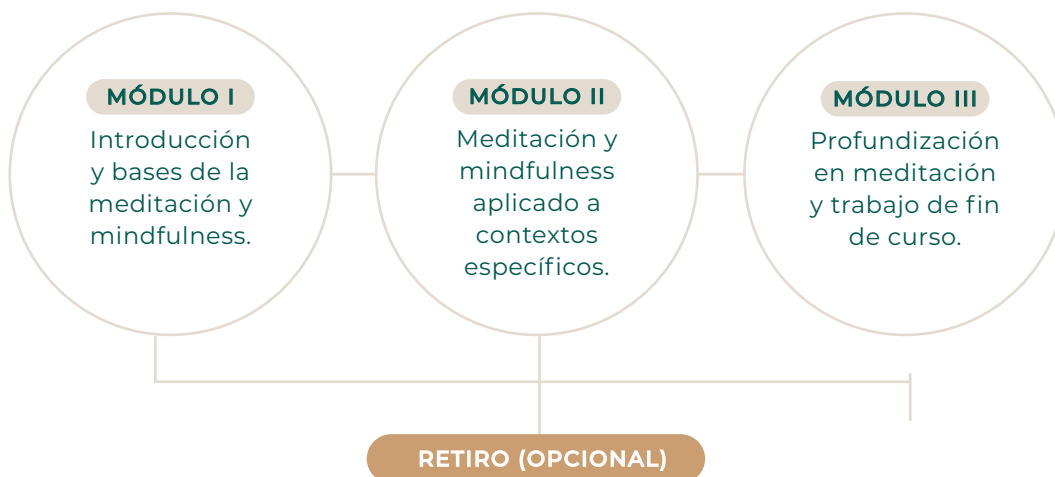 MÓDULO I
Introducción
y bases de la
meditación y
mindfulness.
MÓDULO II
Meditación y
mindfulness
aplicado a
contextos
específicos.
MÓDULO III
Profundización
en meditación
y trabajo de fin
de curso.
RETIRO (OPCIONAL)